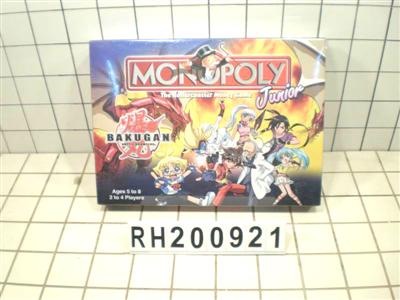 MONOPOLY
Junior
BAKUGAN
Ages 5 to 8
2 to 4 Players
RH200921